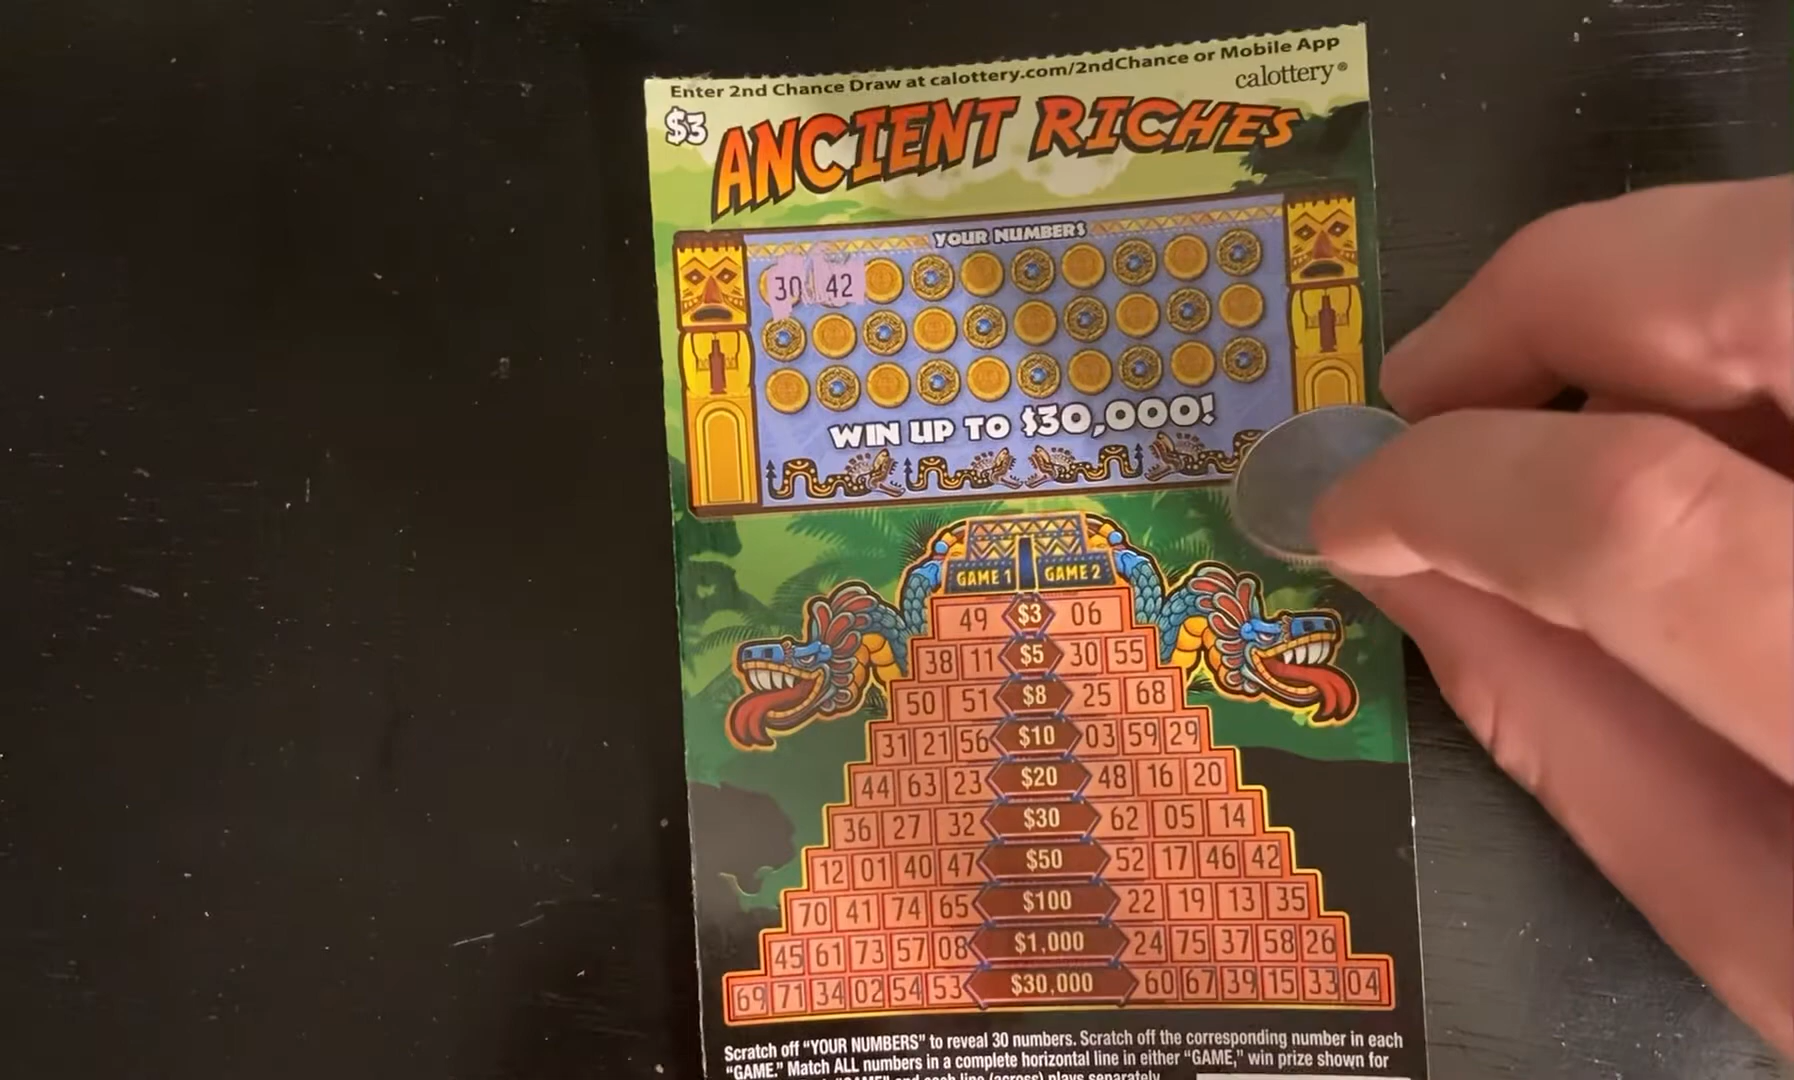 Enter 2nd Chance Draw at calottery.com/2ndChance or Mobile App
calottery®
$3
ANCIENT RICHES
YOUR NUMBERS
30 42
WIN UP TO $30,000!
GAME 1 GAME 2
49 $3 06
38 11 $5 30 55
50 51 $8 25 68
31 21 56 $10 03 59 29
44 63 23 $20 48 16 20
36 27 32 $30 62 05 14
12 01 40 47 $50 52 17 46 42
70 41 74 65 $100 22 19 13 35
45 61 73 57 08 $1,000 24 75 37 58 26
69 71 34 02 54 53 $30,000 60 67 39 15 33 04
Scratch off “YOUR NUMBERS” to reveal 30 numbers. Scratch off the corresponding number in each
“GAME.” Match ALL numbers in a complete horizontal line in either “GAME,” win prize shown for
“GAME” and each line (across) plays separately.